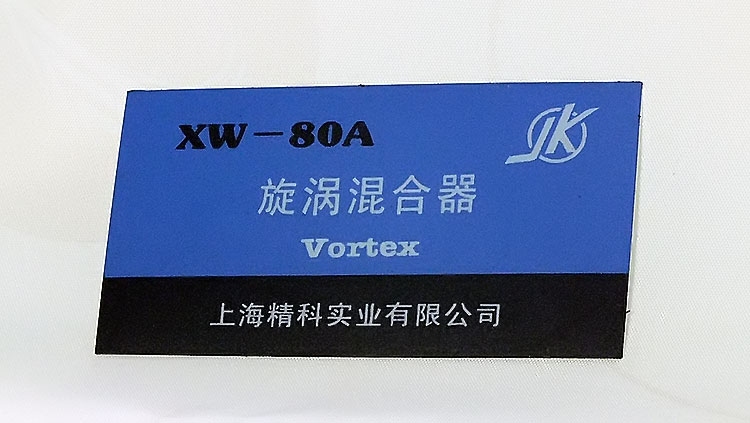 XW-80A
JK
旋涡混合器
Vortex
上海精科实业有限公司